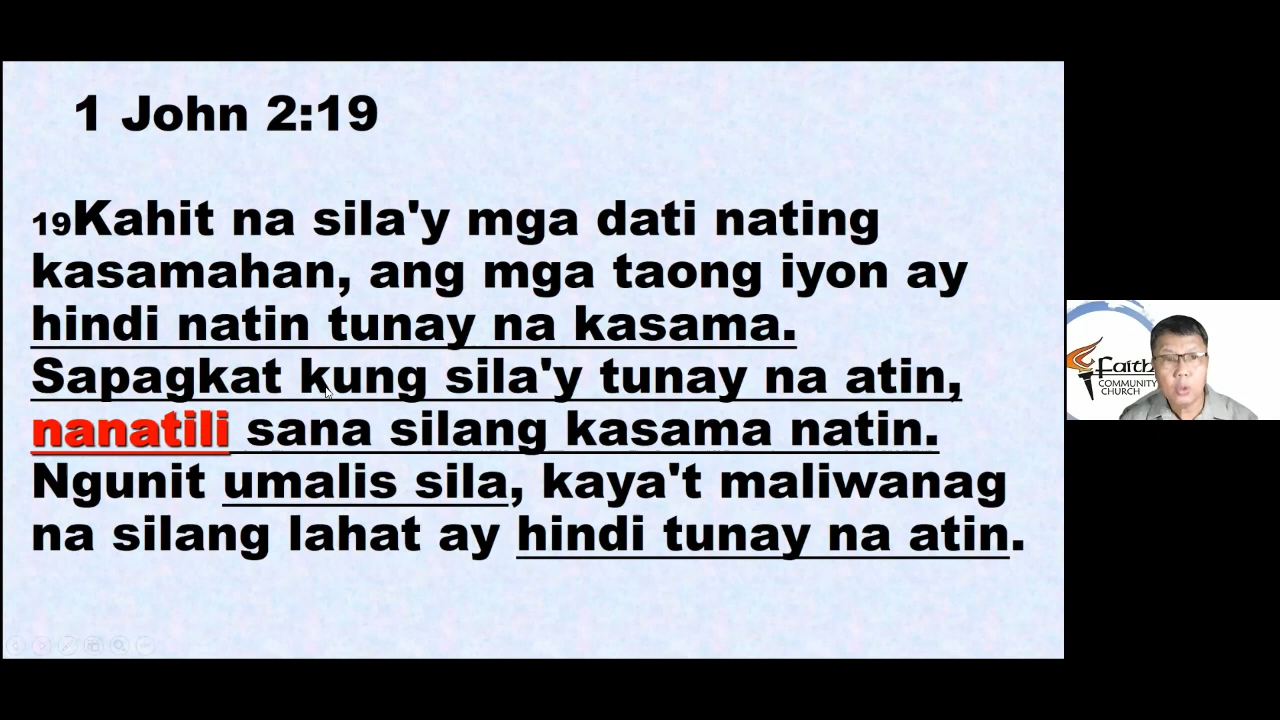 1 John 2:19
19Kahit na sila'y mga dati nating
kasamahan, ang mga taong iyon ay
hindi natin tunay na kasama.
Sapagkat kung sila'y tunay na atin,
nanatili sana silang kasama natin.
Ngunit umalis sila, kaya't maliwanag
na silang lahat ay hindi tunay na atin.
Faith
COMMUNITY
CHURCH